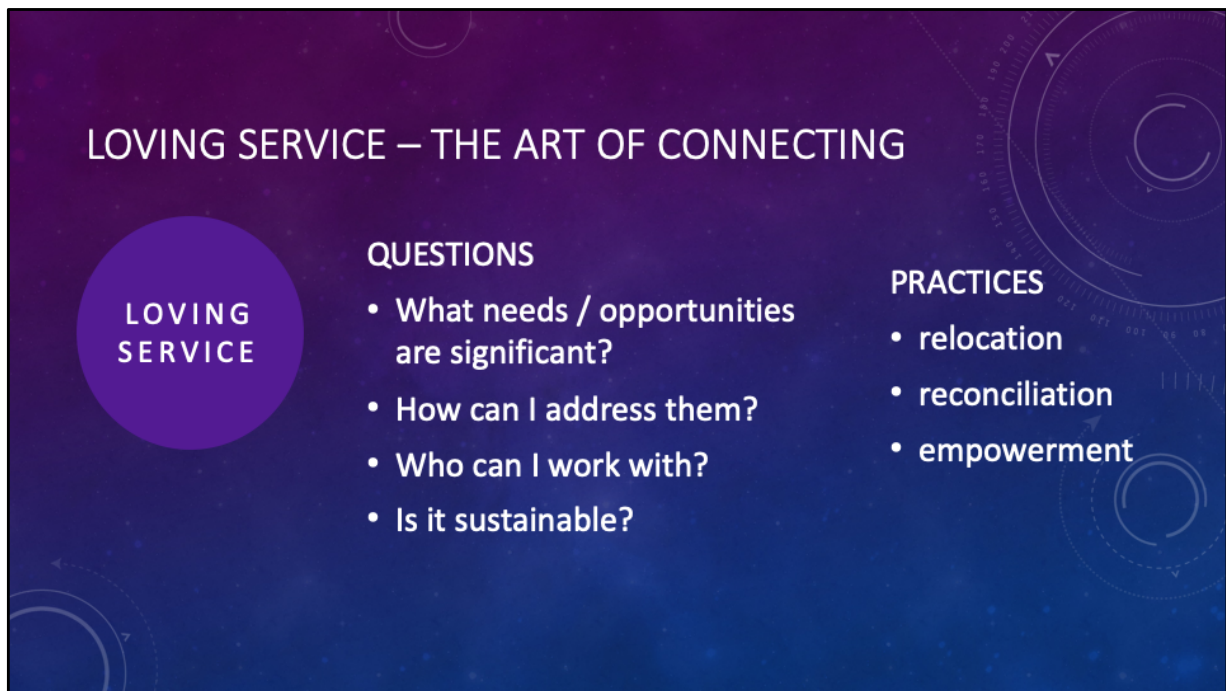 LOVING SERVICE – THE ART OF CONNECTING
LOVING
SERVICE
QUESTIONS
• What needs / opportunities
are significant?
• How can I address them?
• Who can I work with?
• Is it sustainable?
PRACTICES
• relocation
• reconciliation
• empowerment